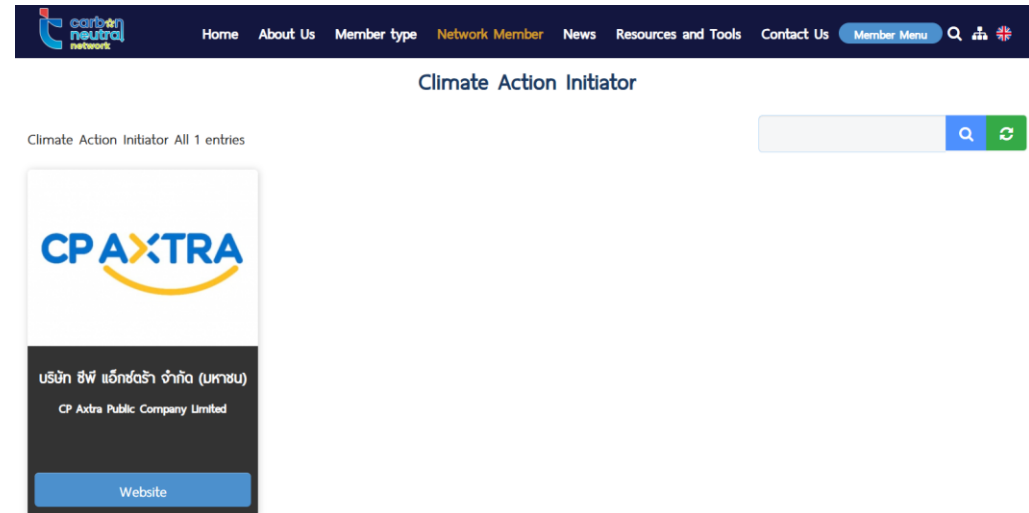 carbon
neutral
network
Home About Us Member type Network Member News Resources and Tools Contact Us Member Menu
Climate Action Initiator
Climate Action Initiator All 1 entries
CP AXTRA
บริษัท ซีพี แอ็กซ์ตร้า จำกัด (มหาชน)
CP Axtra Public Company Limited
Website